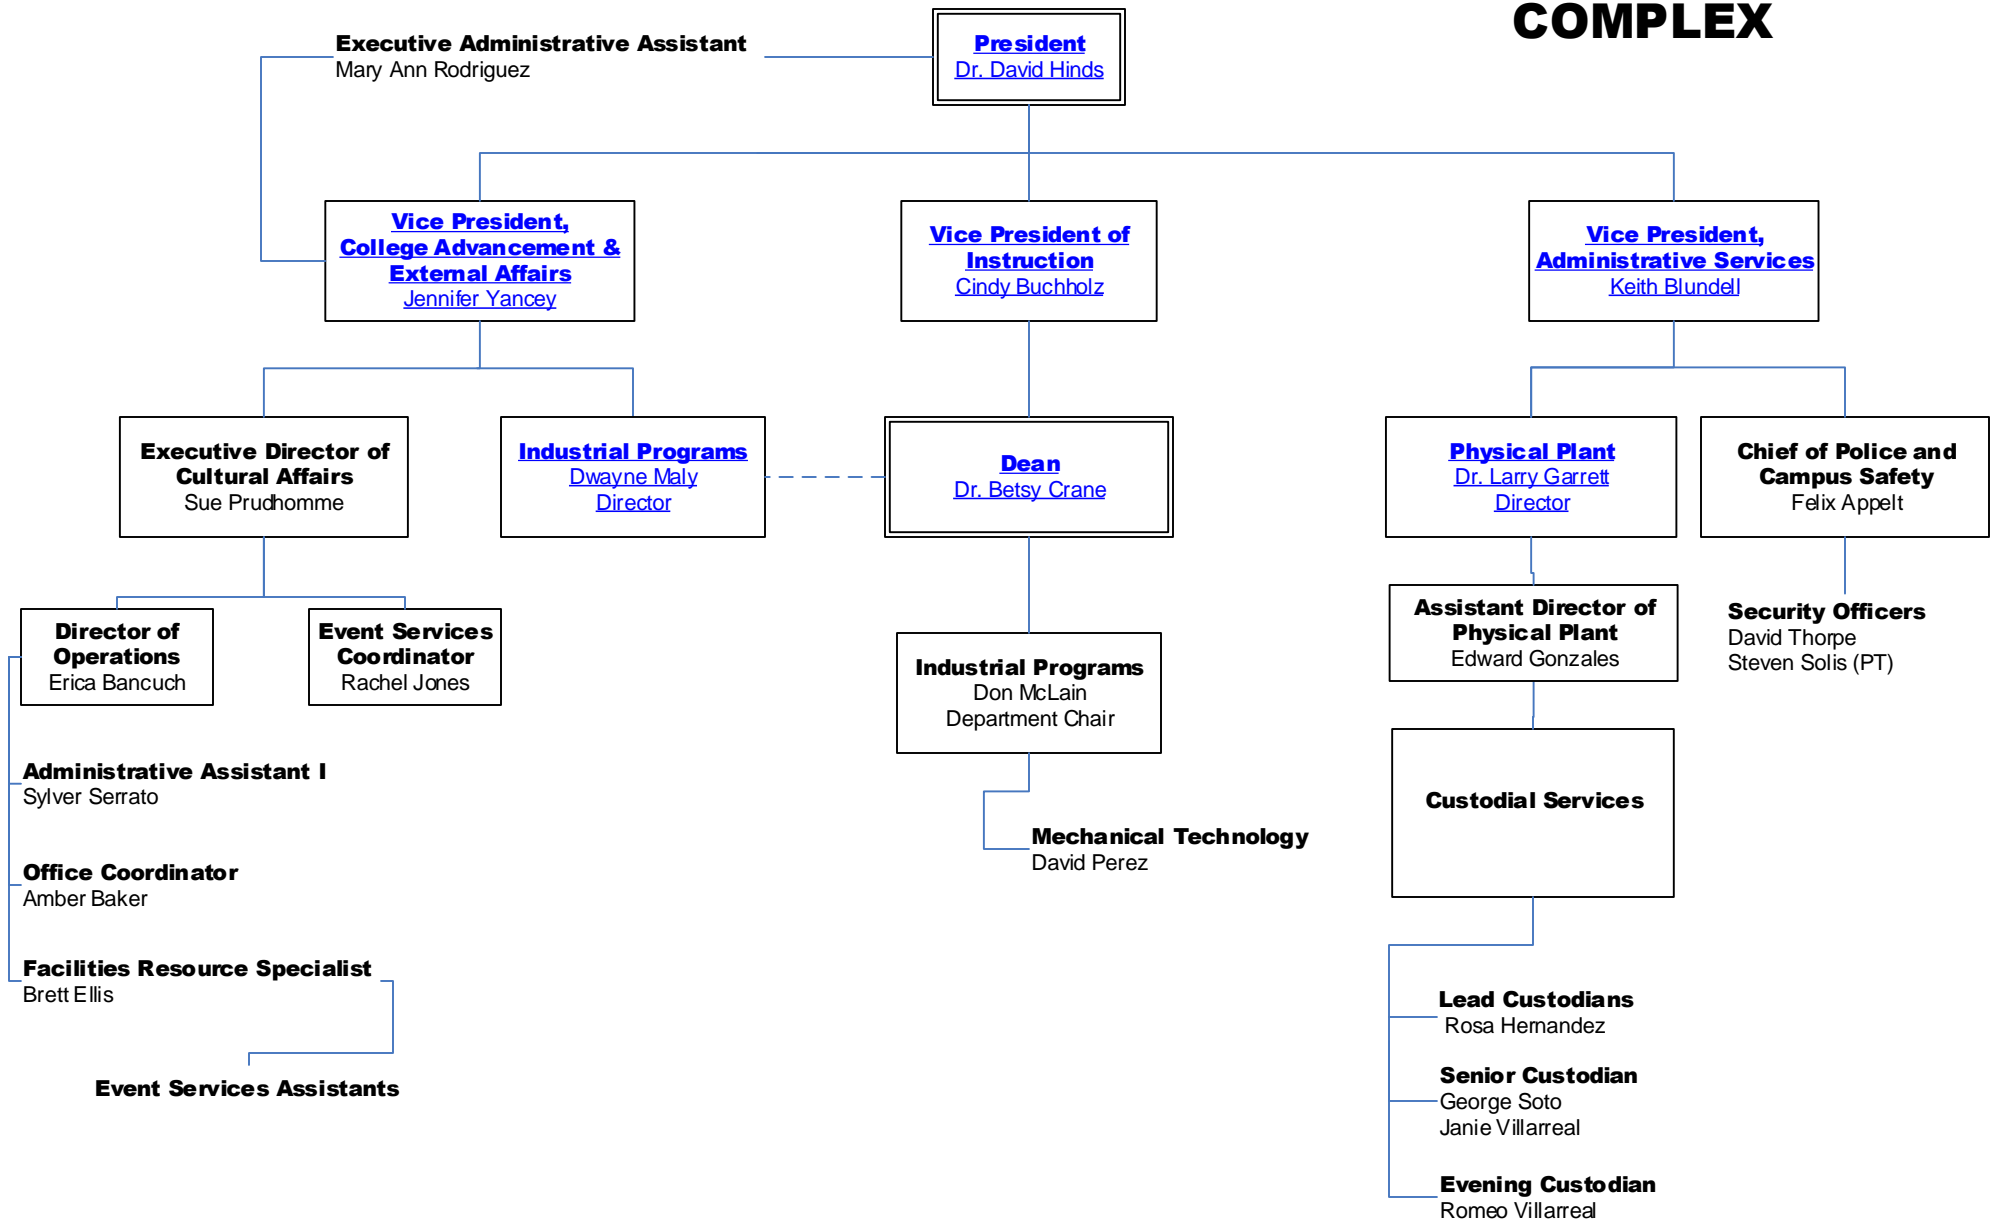 COMPLEX
Executive Administrative Assistant
Mary Ann Rodriguez
President
Dr. David Hinds
Vice President,
College Advancement &
External Affairs
Jennifer Yancey
Vice President of
Instruction
Cindy Buchholz
Vice President,
Administrative Services
Keith Blundell
Executive Director of
Cultural Affairs
Sue Prudhomme
Industrial Programs
Dwayne Maly
Director
Dean
Dr. Betsy Crane
Physical Plant
Dr. Larry Garrett
Director
Chief of Police and
Campus Safety
Felix Appelt
Director of
Operations
Erica Bancuch
Event Services
Coordinator
Rachel Jones
Industrial Programs
Don McLain
Department Chair
Assistant Director of
Physical Plant
Edward Gonzales
Security Officers
David Thorpe
Steven Solis (PT)
Administrative Assistant I
Sylver Serrato
Office Coordinator
Amber Baker
Facilities Resource Specialist
Brett Ellis
Event Services Assistants
Mechanical Technology
David Perez
Custodial Services
Lead Custodians
Rosa Hernandez
Senior Custodian
George Soto
Janie Villarreal
Evening Custodian
Romeo Villarreal